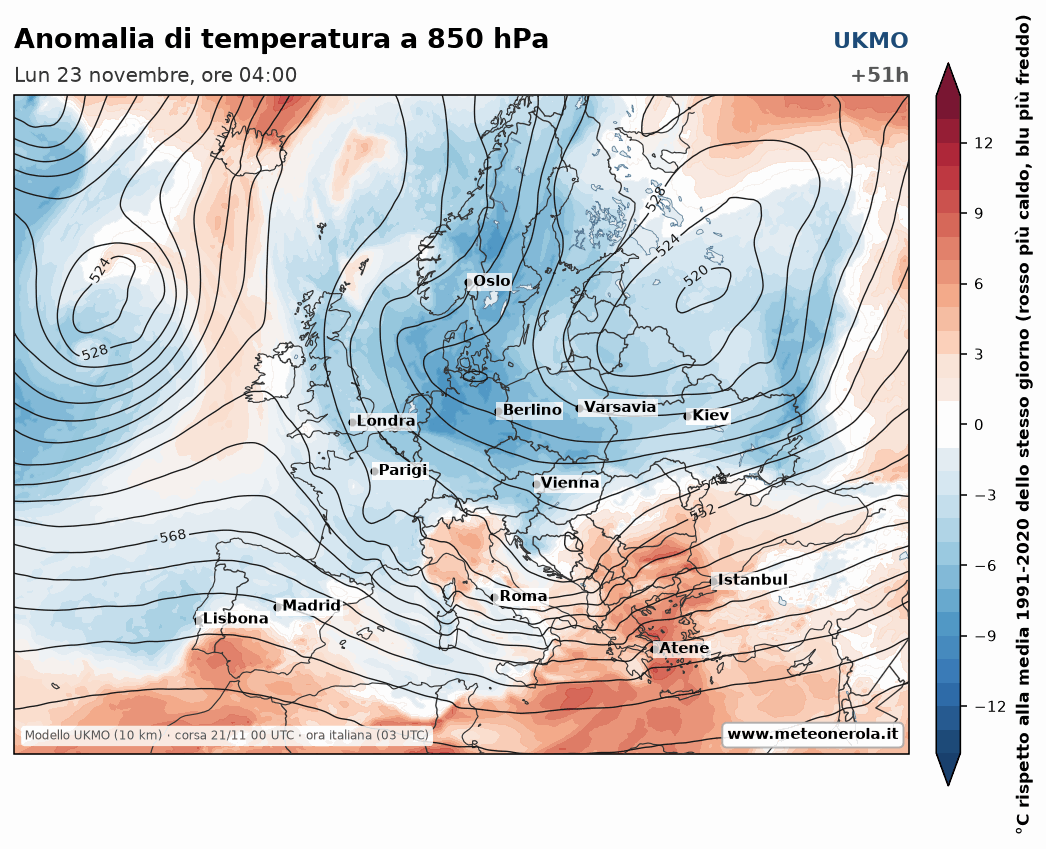 Anomalia di temperatura a 850 hPa
UKMO
Lun 23 novembre, ore 04:00
+51h
528
524
520
524
528
Oslo
Berlino
Varsavia
Kiev
Londra
Parigi
Vienna
552
568
Istanbul
Roma
Madrid
Lisbona
Atene
Modello UKMO (10 km) · corsa 21/11 00 UTC · ora italiana (03 UTC)
www.meteonerola.it
12
9
6
3
0
−3
−6
−9
−12
°C rispetto alla media 1991-2020 dello stesso giorno (rosso più caldo, blu più freddo)